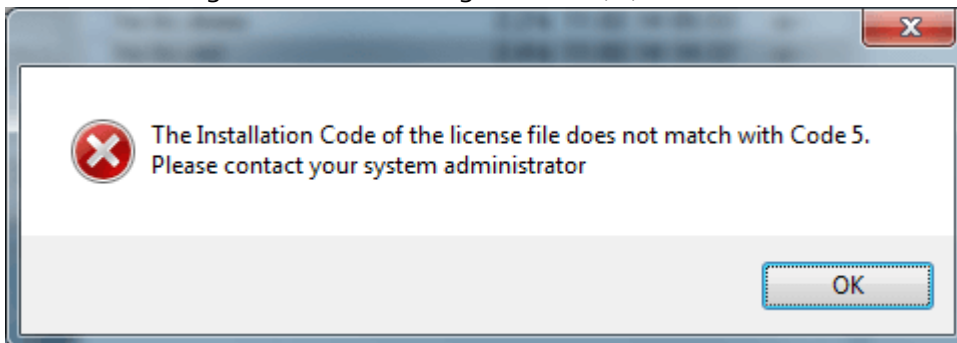 The Installation Code of the license file does not match with Code 5.
Please contact your system administrator
OK